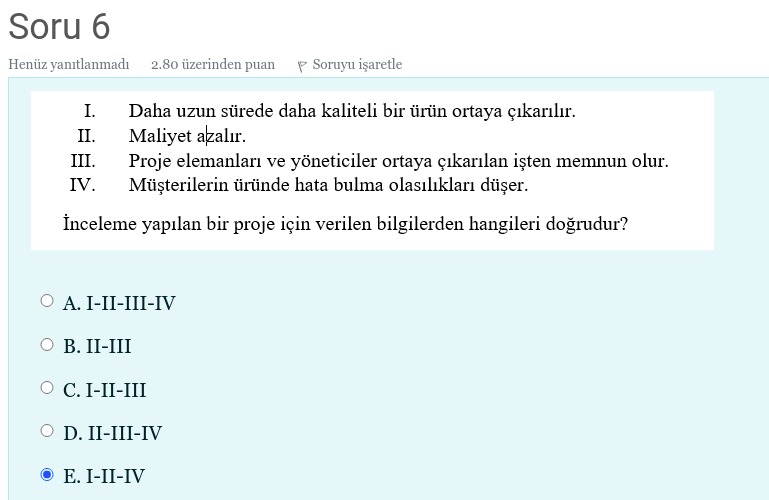 Soru 6
Henüz yanıtlanmadı 2.80 üzerinden puan Soruyu işaretle
I. Daha uzun sürede daha kaliteli bir ürün ortaya çıkarılır.
II. Maliyet azalır.
III. Proje elemanları ve yöneticiler ortaya çıkarılan işten memnun olur.
IV. Müşterilerin üründe hata bulma olasılıkları düşer.
İnceleme yapılan bir proje için verilen bilgilerden hangileri doğrudur?
A. I-II-III-IV
B. II-III
C. I-II-III
D. II-III-IV
E. I-II-IV